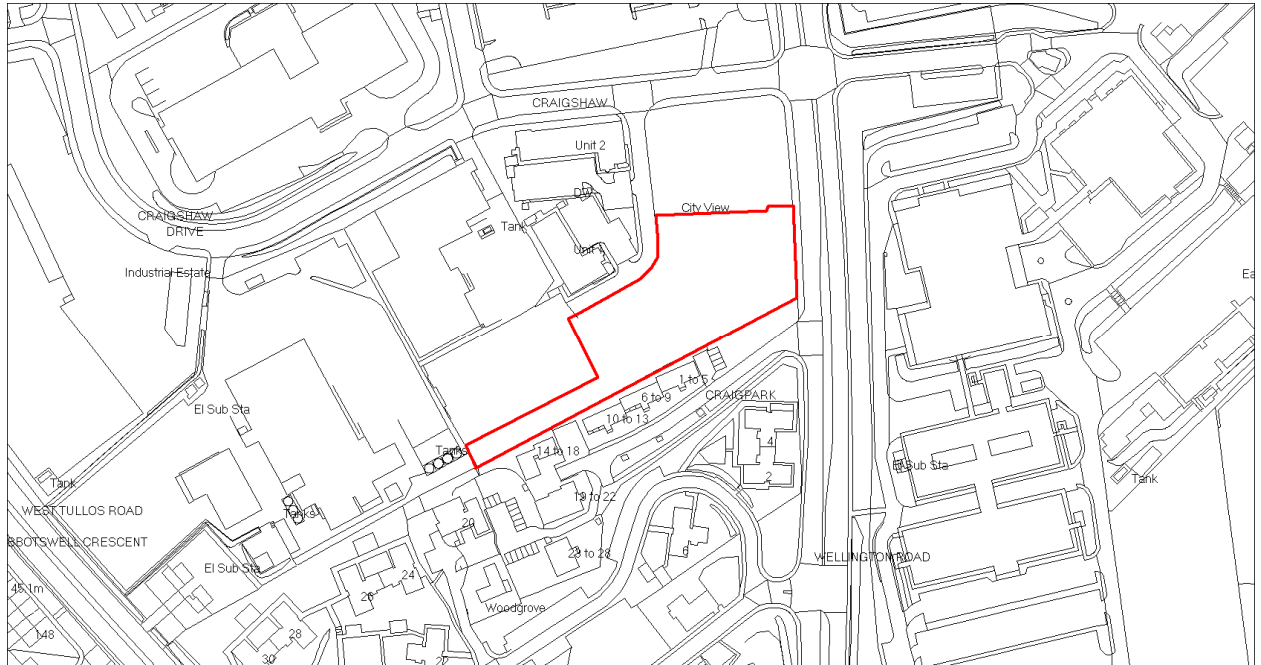 CRAIGSHAW
Unit 2
CRAIGSHAW
DRIVE
City View
Tank
Industrial Estate
El Sub Sta
1 to 5
6 to 9
CRAIGPARK
10 to 13
4
Tanks
14 to 18
El Sub Sta
2
Tank
Tank
19 to 22
WEST TULLOS ROAD
Tanks
20
BBOTSWELL CRESCENT
6
23 to 28
WELLINGTON ROAD
El Sub Sta
24
45.1m
26
Woodgrove
148
28
30